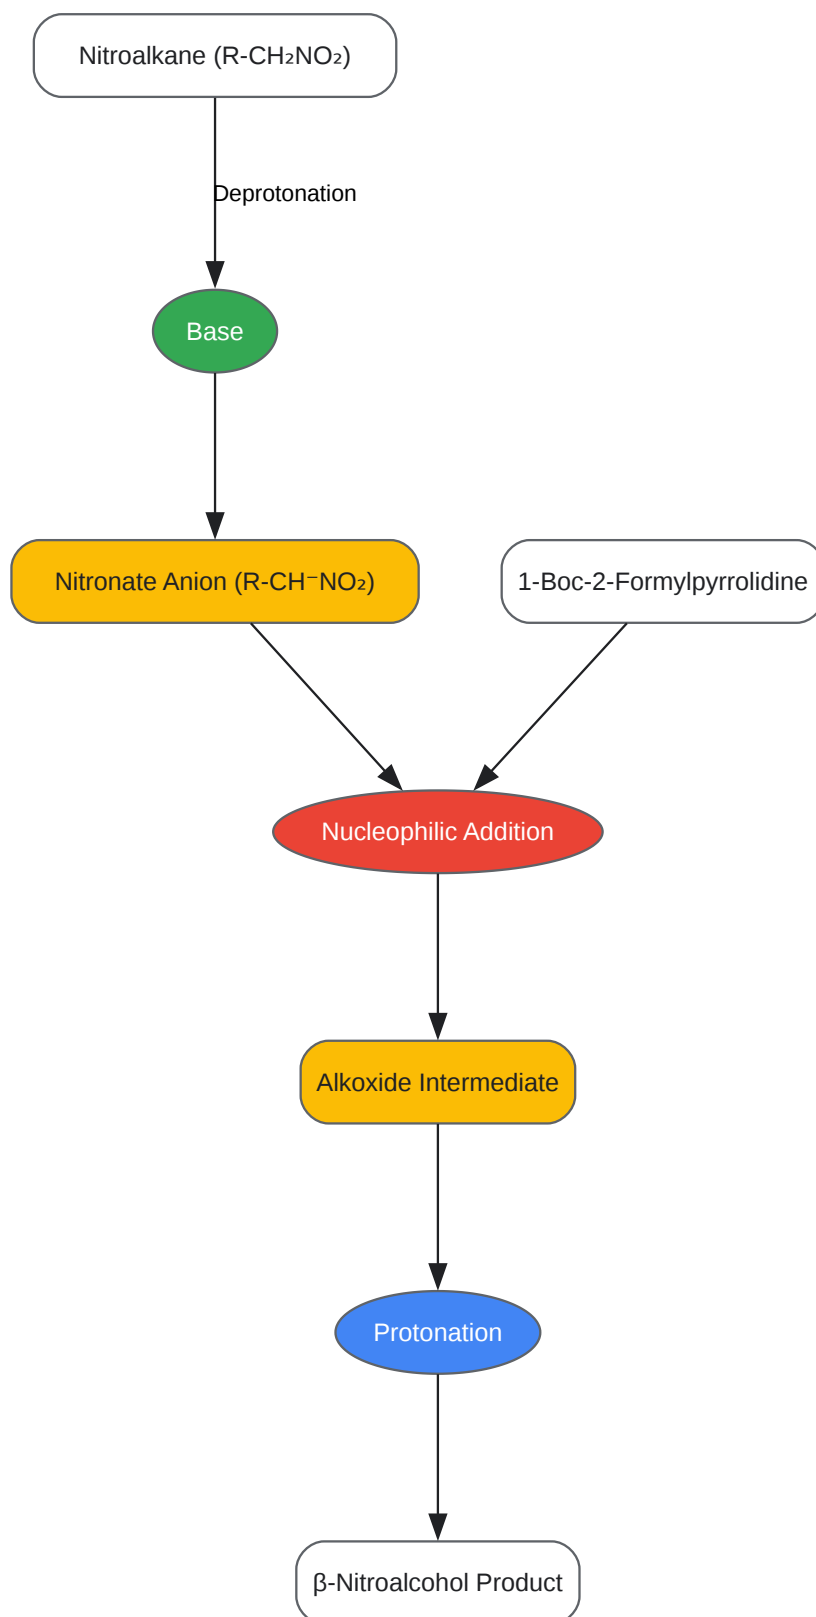 Nitroalkane (R-CH₂NO₂)
Deprotonation
Base
Nitronate Anion (R-CH⁻NO₂)
1-Boc-2-Formylpyrrolidine
Nucleophilic Addition
Alkoxide Intermediate
Protonation
β-Nitroalcohol Product